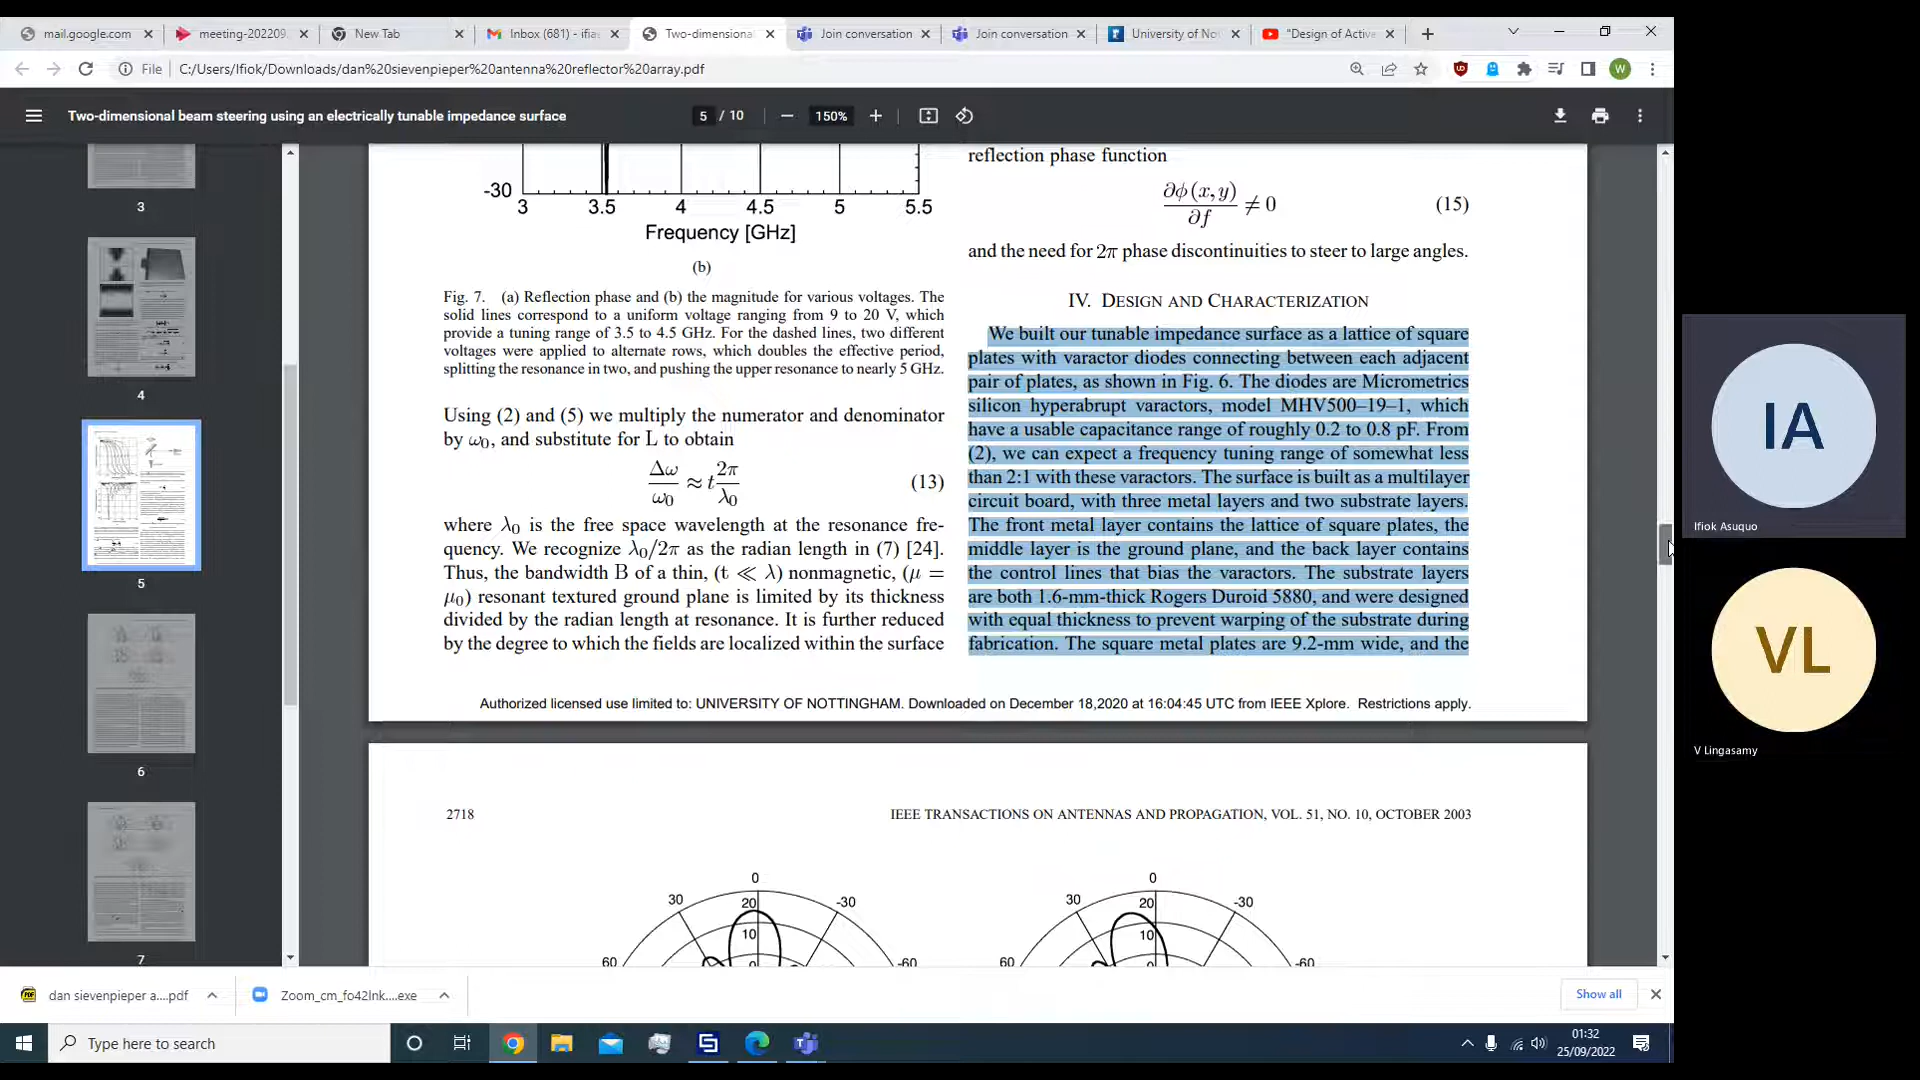 mail.google.com
meeting-202209
New Tab
Inbox (681) - ifia
Two-dimensional
Join conversation
Join conversation
University of No
"Design of Active
File
C:/Users/Ifiok/Downloads/dan%20sievenpieper%20antenna%20reflector%20array.pdf
W
Two-dimensional beam steering using an electrically tunable impedance surface
5 / 10
150%
3
4
5
6
7
-30
3 3.5 4 4.5 5 5.5
Frequency [GHz]
(b)
Fig. 7. (a) Reflection phase and (b) the magnitude for various voltages. The
solid lines correspond to a uniform voltage ranging from 9 to 20 V, which
provide a tuning range of 3.5 to 4.5 GHz. For the dashed lines, two different
voltages were applied to alternate rows, which doubles the effective period,
splitting the resonance in two, and pushing the upper resonance to nearly 5 GHz.
Using (2) and (5) we multiply the numerator and denominator
by ω₀, and substitute for L to obtain
Δω/ω₀ ≈ t 2π/λ₀ (13)
where λ₀ is the free space wavelength at the resonance fre-
quency. We recognize λ₀/2π as the radian length in (7) [24].
Thus, the bandwidth B of a thin, (t ≪ λ) nonmagnetic, (μ =
μ₀) resonant textured ground plane is limited by its thickness
divided by the radian length at resonance. It is further reduced
by the degree to which the fields are localized within the surface
reflection phase function
∂φ(x,y)/∂f ≠ 0 (15)
and the need for 2π phase discontinuities to steer to large angles.
IV. DESIGN AND CHARACTERIZATION
We built our tunable impedance surface as a lattice of square
plates with varactor diodes connecting between each adjacent
pair of plates, as shown in Fig. 6. The diodes are Micrometrics
silicon hyperabrupt varactors, model MHV500–19–1, which
have a usable capacitance range of roughly 0.2 to 0.8 pF. From
(2), we can expect a frequency tuning range of somewhat less
than 2:1 with these varactors. The surface is built as a multilayer
circuit board, with three metal layers and two substrate layers.
The front metal layer contains the lattice of square plates, the
middle layer is the ground plane, and the back layer contains
the control lines that bias the varactors. The substrate layers
are both 1.6-mm-thick Rogers Duroid 5880, and were designed
with equal thickness to prevent warping of the substrate during
fabrication. The square metal plates are 9.2-mm wide, and the
Authorized licensed use limited to: UNIVERSITY OF NOTTINGHAM. Downloaded on December 18,2020 at 16:04:45 UTC from IEEE Xplore. Restrictions apply.
2718
IEEE TRANSACTIONS ON ANTENNAS AND PROPAGATION, VOL. 51, NO. 10, OCTOBER 2003
0
30 20 -30
10
60 0 -60
0
30 20 -30
10
60 -60
IA
Ifiok Asuquo
VL
V Lingasamy
dan sievenpieper a....pdf
Zoom_cm_fo42lnk....exe
Show all
Type here to search
01:32
25/09/2022